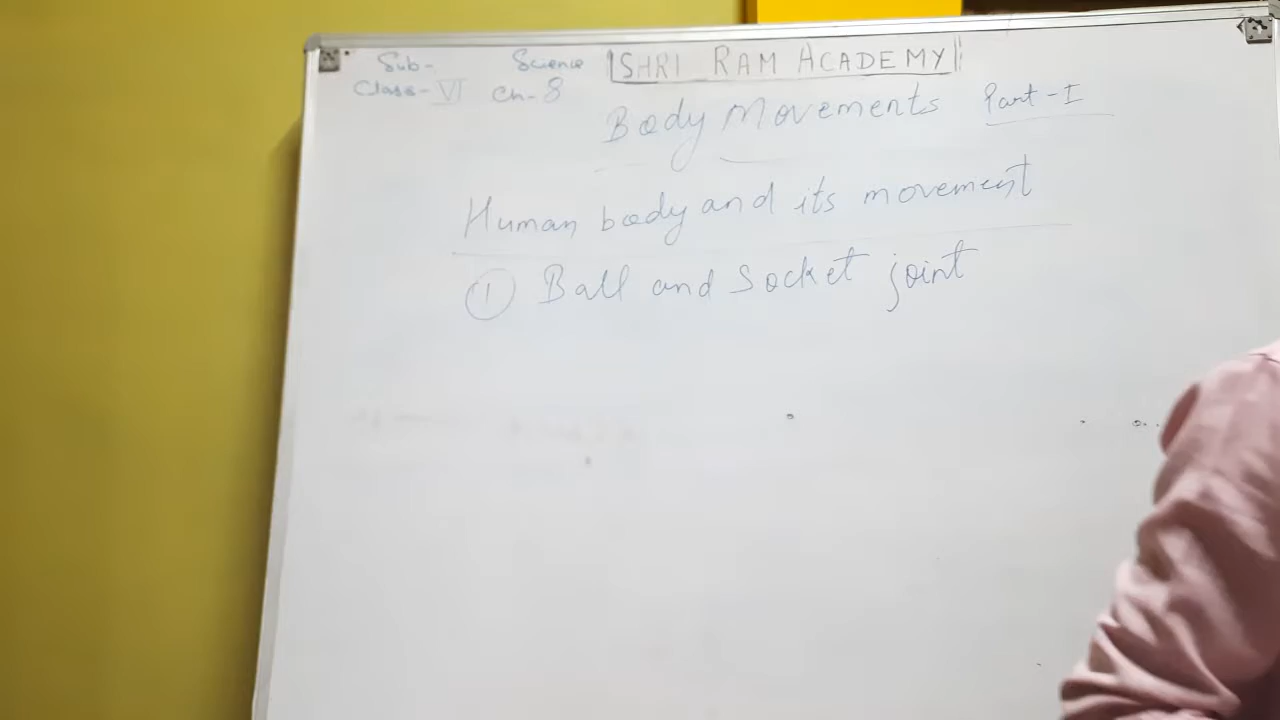 Sub- Science SHRI RAM ACADEMY
Class- VI Ch- 8
Body Movements Part-I
Human body and its movement
① Ball and Socket joint